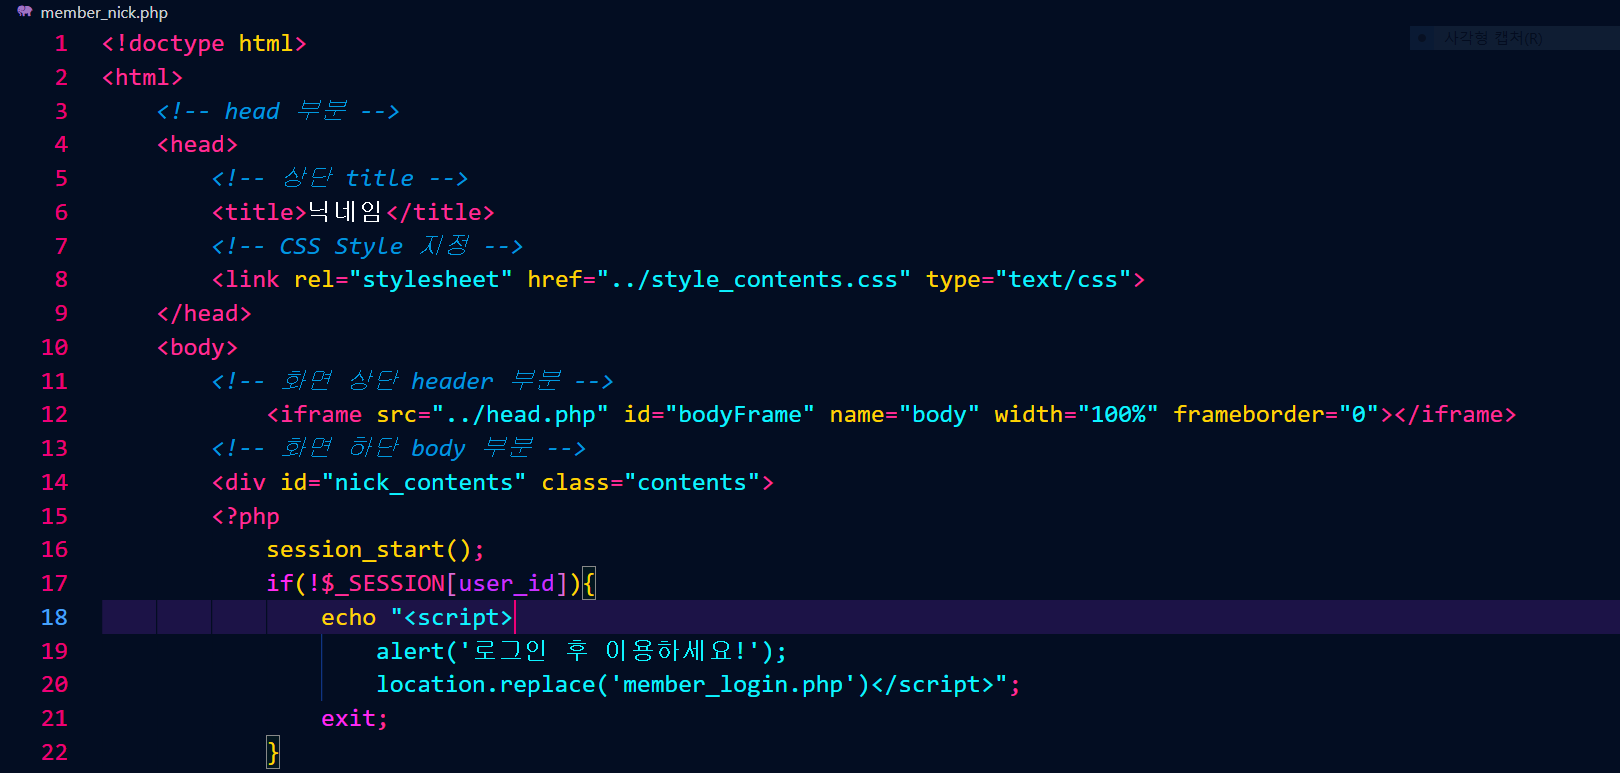 member_nick.php
사각형 캡처(R)
1 <!doctype html>
2 <html>
3 <!-- head 부분 -->
4 <head>
5 <!-- 상단 title -->
6 <title>닉네임</title>
7 <!-- CSS Style 지정 -->
8 <link rel="stylesheet" href="../style_contents.css" type="text/css">
9 </head>
10 <body>
11 <!-- 화면 상단 header 부분 -->
12 <iframe src="../head.php" id="bodyFrame" name="body" width="100%" frameborder="0"></iframe>
13 <!-- 화면 하단 body 부분 -->
14 <div id="nick_contents" class="contents">
15 <?php
16 session_start();
17 if(!$_SESSION[user_id]){
18 echo "<script>
19 alert('로그인 후 이용하세요!');
20 location.replace('member_login.php')</script>";
21 exit;
22 }